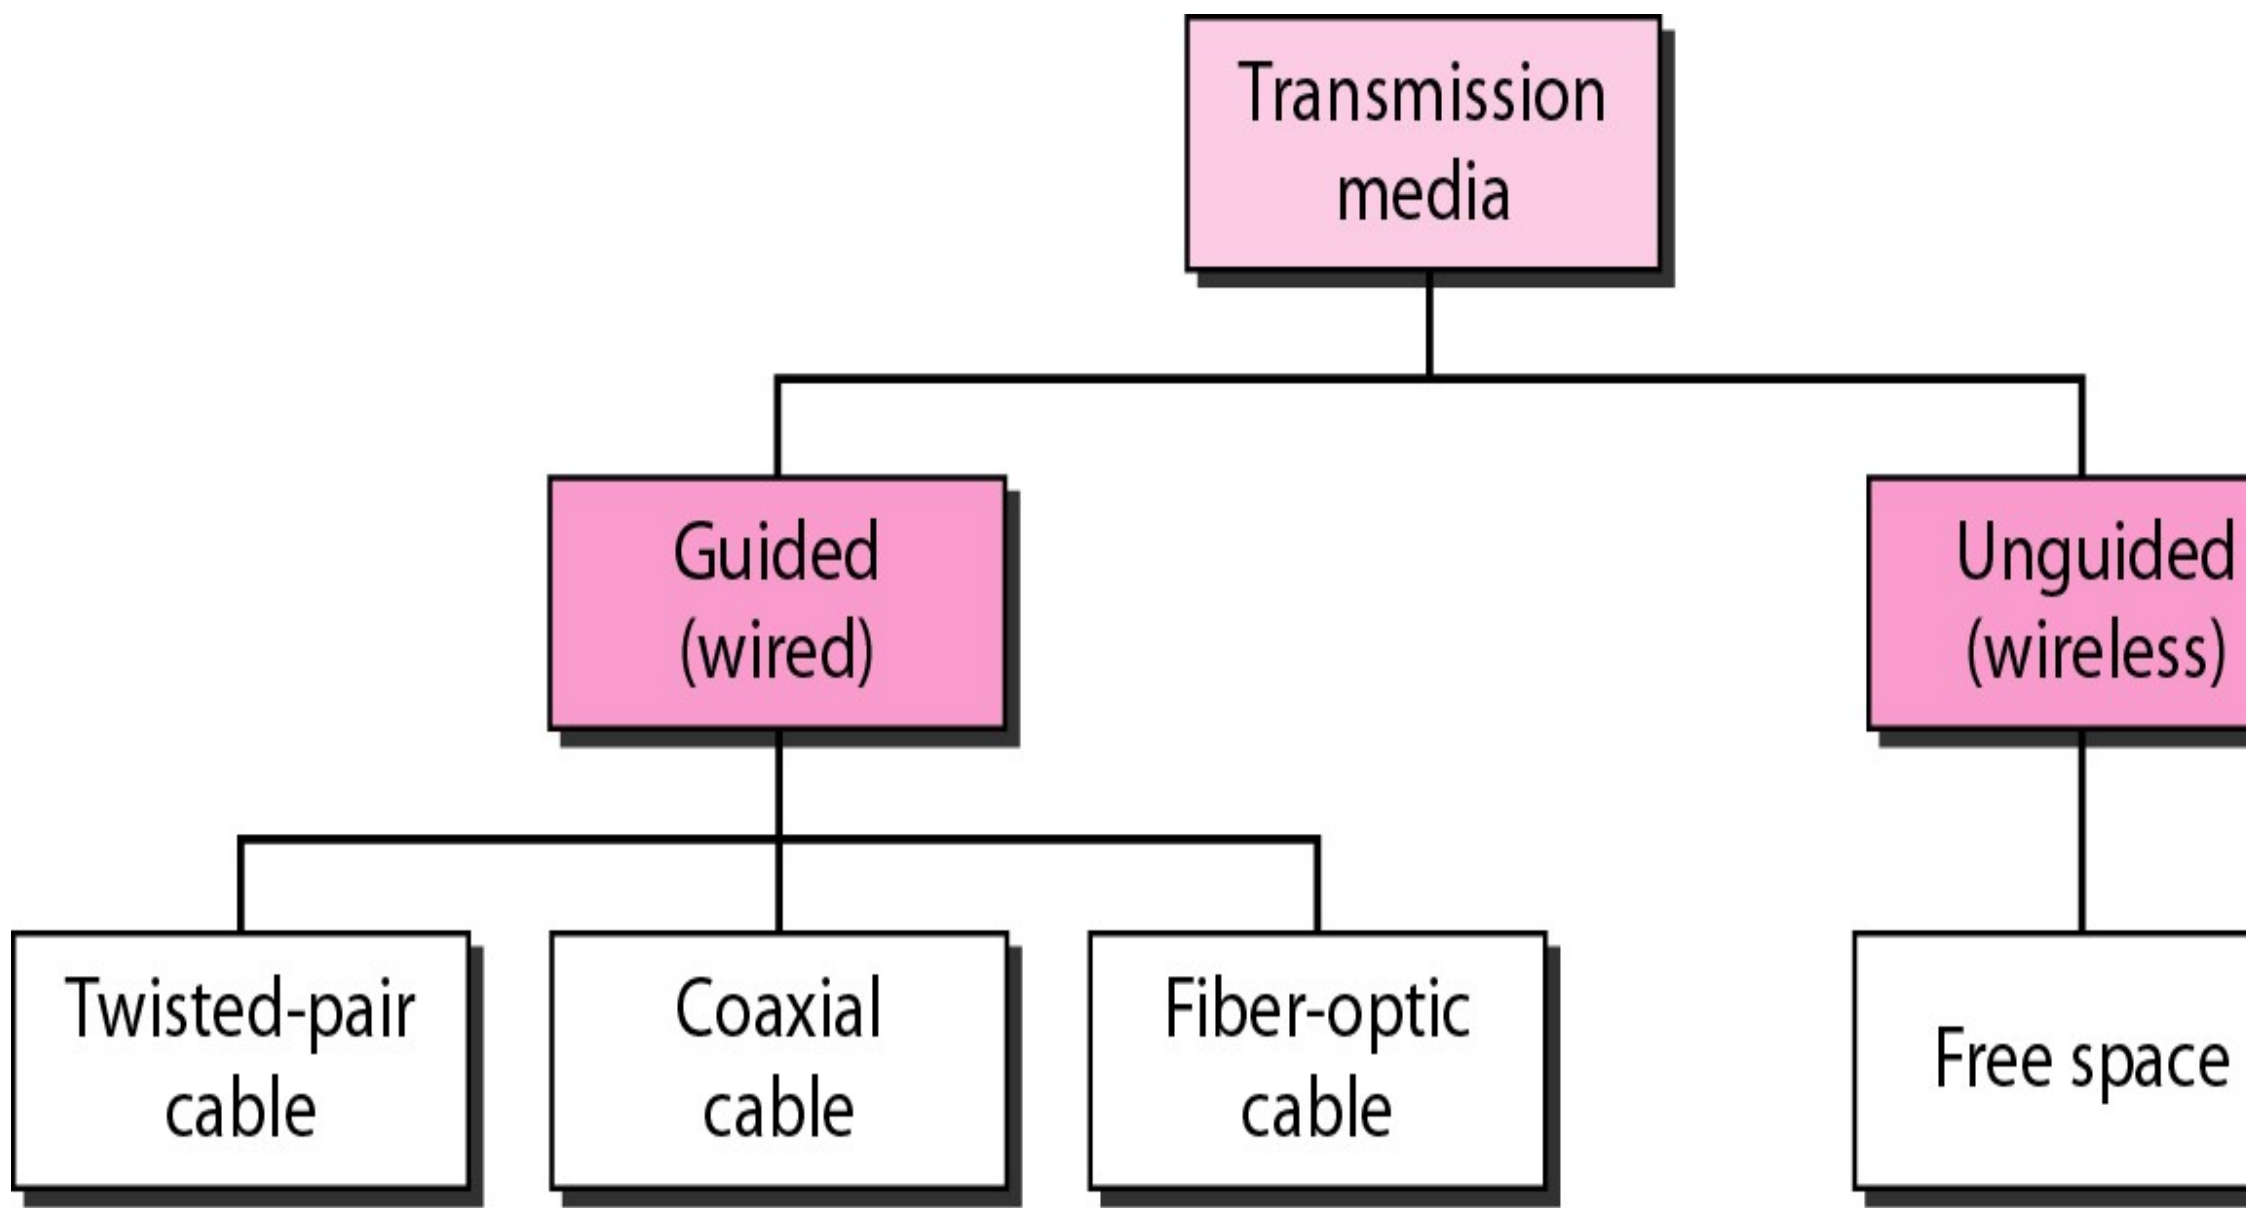 Transmission
media
Guided
(wired)
Unguided
(wireless)
Twisted-pair
cable
Coaxial
cable
Fiber-optic
cable
Free space